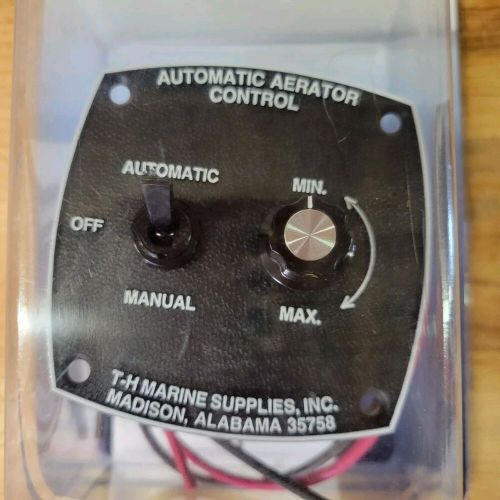 AUTOMATIC AERATOR
CONTROL
AUTOMATIC
MIN.
OFF
MANUAL
MAX.
T-H MARINE SUPPLIES, INC.
MADISON, ALABAMA 35758